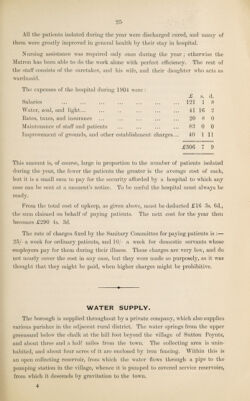 25
All the patients isolated during the year were discharged cured, and many of
them were greatly improved in general health by their stay in hospital.
Nursing assistance was required only once during the year; otherwise the
Matron has been able to do the work alone with perfect efficiency. The rest of
the staff consists of the caretaker, and his wife, and their daughter who acts as
wardmaid.
The expenses of the hospital during 1904 were:
£ s. d.
Salaries ... ... ... ... ... ... ... 121 1 8
Water, coal, and light... ... ... ... ... ... 41 16 2
Rates, taxes, and insurance ... ... ... ... ... 20 8 0
Maintenance of staff and patients ... ... ... ... 83 0 0
Improvement of grounds, and other establishment charges... 40 1 11
£306 7 9
This amount is, of course, large in proportion to the number of patients isolated
during the year, the fewer the patients the greater is the average cost of each,
but it is a small sum to pay for the security afforded by a hospital to which any
case can be sent at a moment's notice. To be useful the hospital must always be
ready.
From the total cost of upkeep, as given above, must be deducted £16 3s. 6d.,
the sum claimed on behalf of paying patients. The nett cost for the year then
becomes £290 4s. 3d.
The rate of charges fixed by the Sanitary Committee for paying patients is:—
25/- a week for ordinary patients, and 10/- a week for domestic servants whose
employers pay for them during their illness. These charges are very low, and do
not nearly cover the cost in any case, but they were made so purposely, as it was
thought that they might be paid, when higher charges might be prohibitive.
WATER SUPPLY.
The borough is supplied throughout by a private company, which also supplies
various parishes in the adjacent rural district. The water springs from the upper
greensand below the chalk at the hill foot beyond the village of Sutton Poyntz,
and about three and a half miles from the town. The collecting area is unin-
habited, and about four acres of it are enclosed by iron fencing. Within this is
an open collecting reservoir, from which the water flows through a pipe to the
pumping station in the village, whence it is pumped to covered service reservoirs,
from which it descends by gravitation to the town.
4